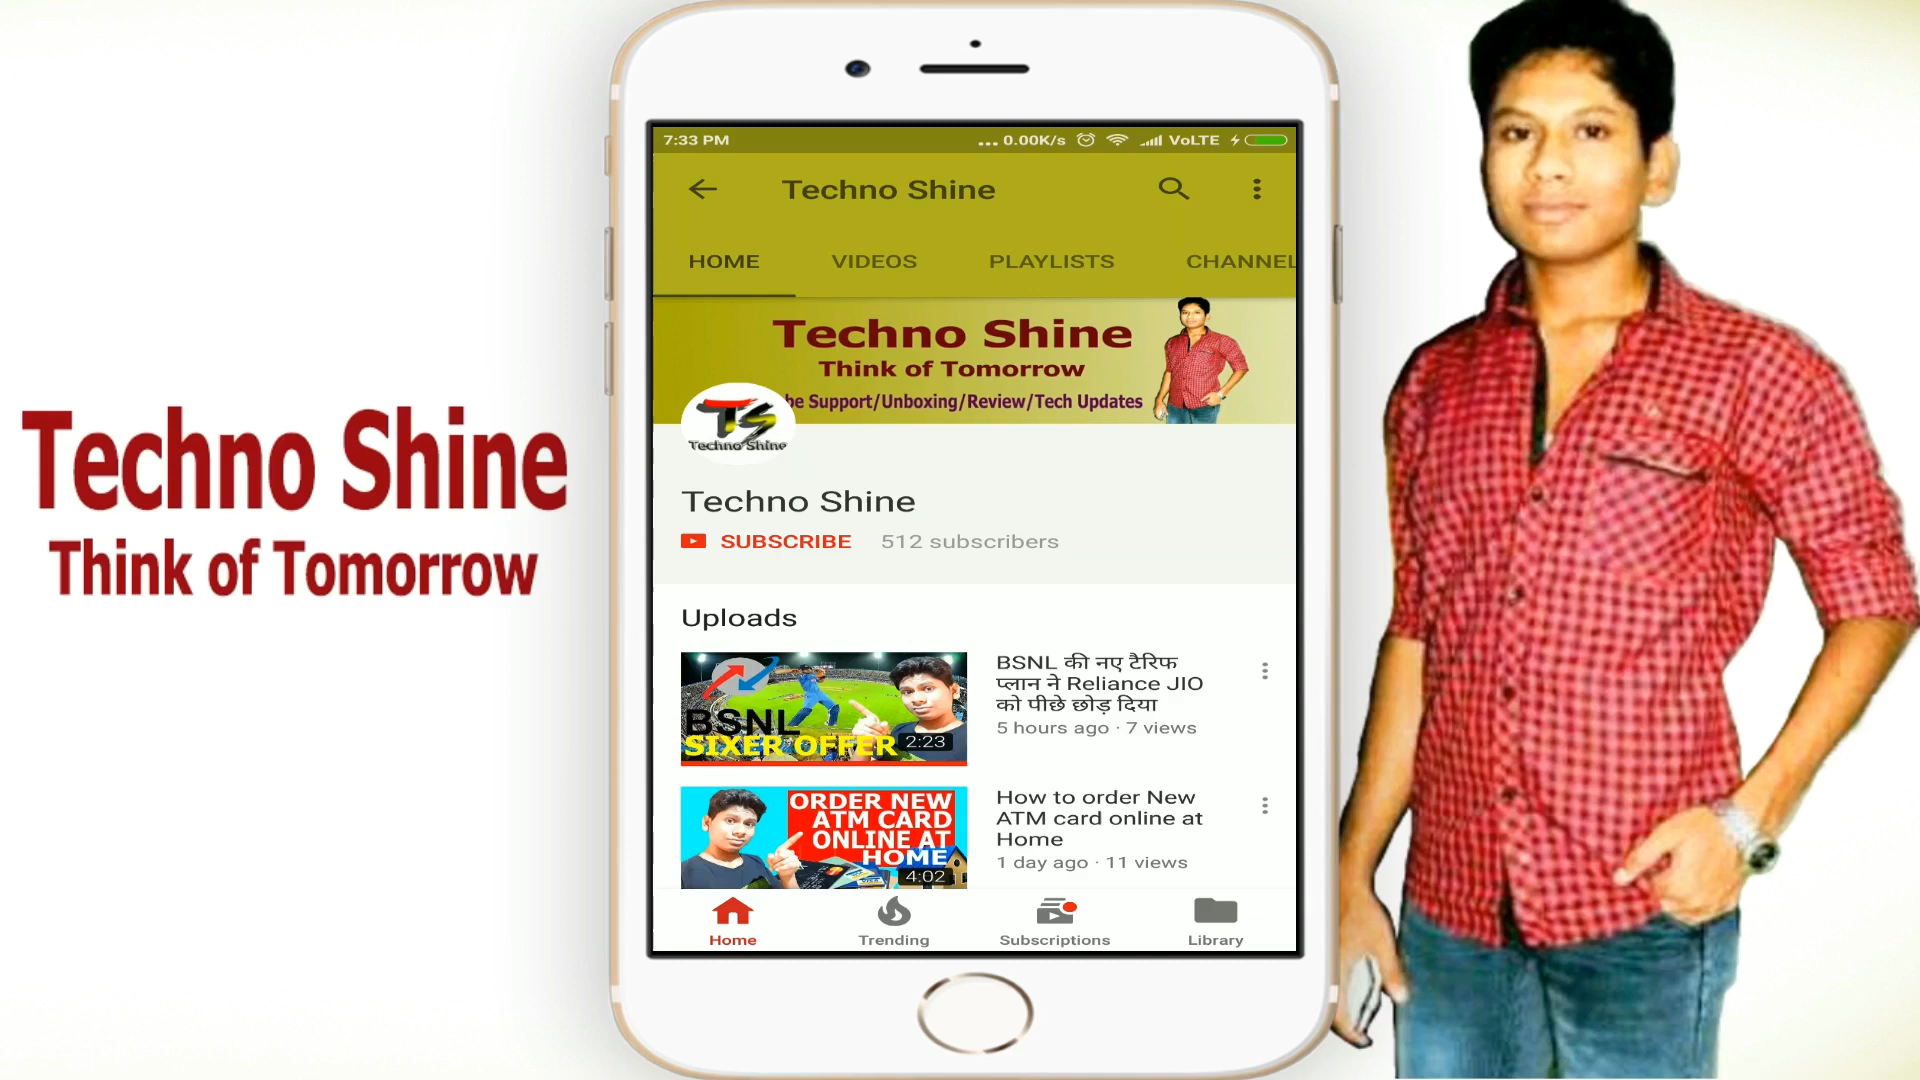 Techno Shine
Think of Tomorrow
7:33 PM
... 0.00K/s VoLTE
Techno Shine
HOME VIDEOS PLAYLISTS CHANNEL
Techno Shine
Think of Tomorrow
be Support/Unboxing/Review/Tech Updates
TS
Techno Shine
Techno Shine
SUBSCRIBE 512 subscribers
Uploads
BSNL
SIXER OFFER
2:23
BSNL की नए टैरिफ
प्लान ने Reliance JIO
को पीछे छोड़ दिया
5 hours ago · 7 views
ORDER NEW
ATM CARD
ONLINE AT
HOME
4:02
How to order New
ATM card online at
Home
1 day ago · 11 views
Home Trending Subscriptions Library